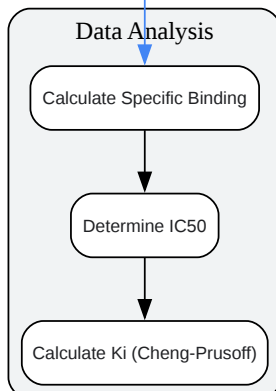 Data Analysis
Calculate Specific Binding
Determine IC50
Calculate Ki (Cheng-Prusoff)